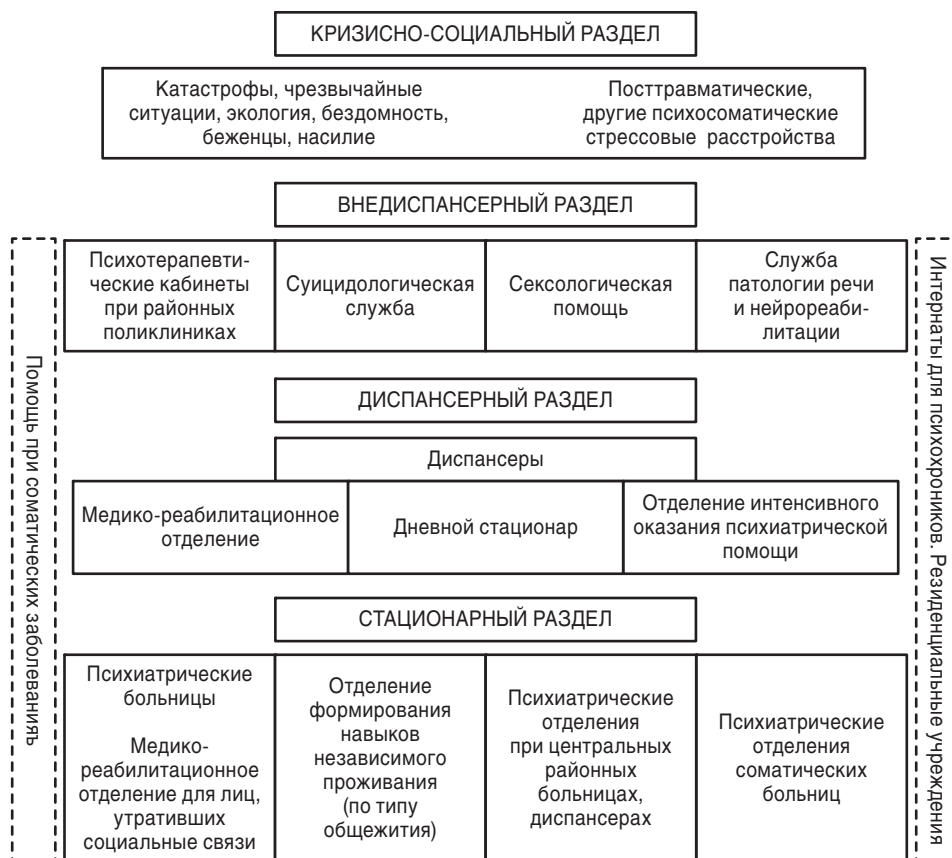 КРИЗИСНО-СОЦИАЛЬНЫЙ РАЗДЕЛ
Катастрофы, чрезвычайные
ситуации, экология, бездомность,
беженцы, насилие
Посттравматические,
другие психосоматические
стрессовые расстройства
ВНЕДИСПАНСЕРНЫЙ РАЗДЕЛ
Психотерапевти-
ческие кабинеты
при районных
поликлиниках
Суицидологическая
служба
Сексологическая
помощь
Служба
патологии речи
и нейрореаби-
литации
ДИСПАНСЕРНЫЙ РАЗДЕЛ
Диспансеры
Медико-реабилитационное
отделение
Дневной стационар
Отделение интенсивного
оказания психиатрической
помощи
СТАЦИОНАРНЫЙ РАЗДЕЛ
Психиатрические
больницы
Медико-
реабилитационное
отделение для лиц,
утративших
социальные связи
Отделение
формирования
навыков
независимого
проживания
(по типу
общежития)
Психиатрические
отделения
при центральных
районных
больницах,
диспансерах
Психиатрические
отделения
соматических
больниц
Помощь при соматических заболеванияъ
Интернаты для психохроников. Резиденциальные учреждения